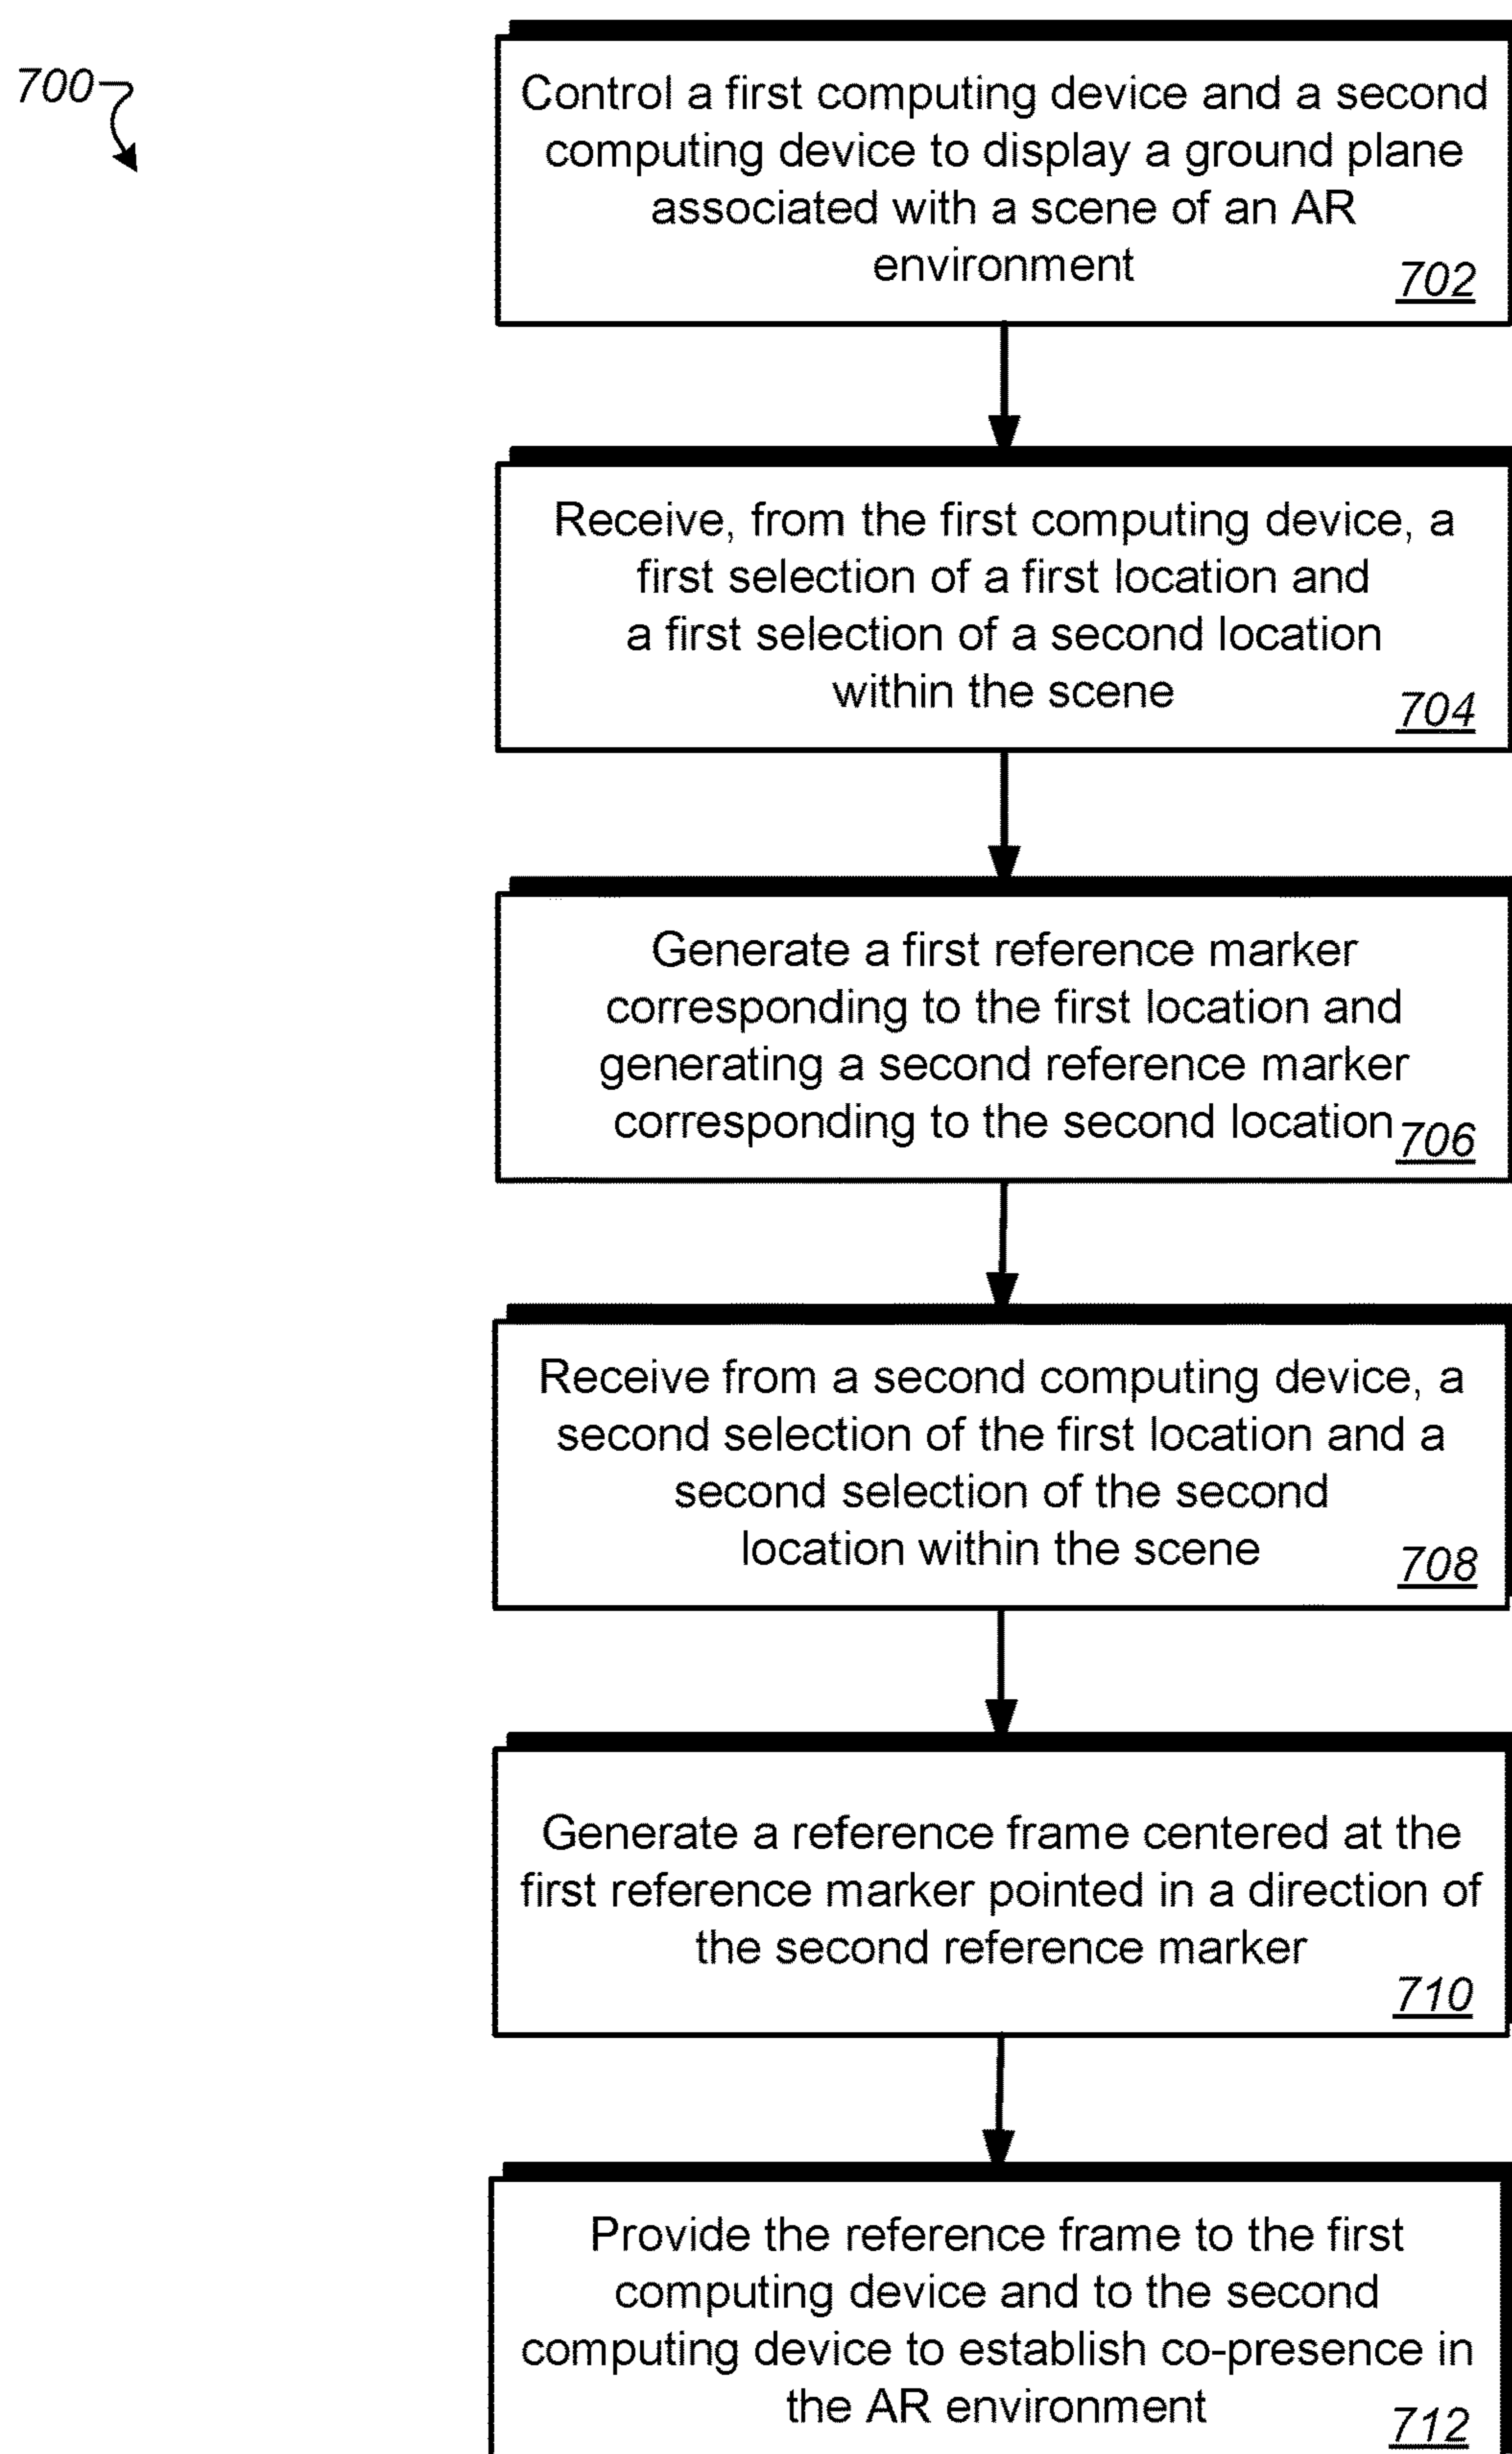 700
Control a first computing device and a second
computing device to display a ground plane
associated with a scene of an AR
environment
702
Receive, from the first computing device, a
first selection of a first location and
a first selection of a second location
within the scene
704
Generate a first reference marker
corresponding to the first location and
generating a second reference marker
corresponding to the second location
706
Receive from a second computing device, a
second selection of the first location and a
second selection of the second
location within the scene
708
Generate a reference frame centered at the
first reference marker pointed in a direction of
the second reference marker
710
Provide the reference frame to the first
computing device and to the second
computing device to establish co-presence in
the AR environment
712